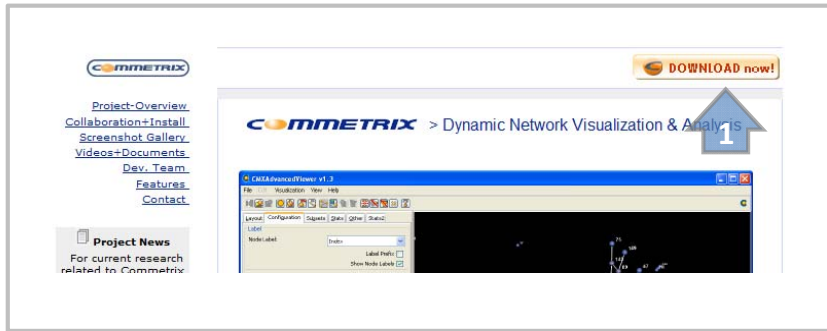 COMMETRIX
DOWNLOAD now!
Project-Overview
Collaboration+Install
Screenshot Gallery
Videos+Documents
Dev. Team
Features
Contact
COMMETRIX > Dynamic Network Visualization & Analysis
1
CMXAdvancedViewer v1.3
File Edit Visualization View Help
Layout Configuration Subsets Stats Other Stats2
Label
Node Label:
Label Prefix
Show Node Labels
Project News
For current research
related to Commetrix
71